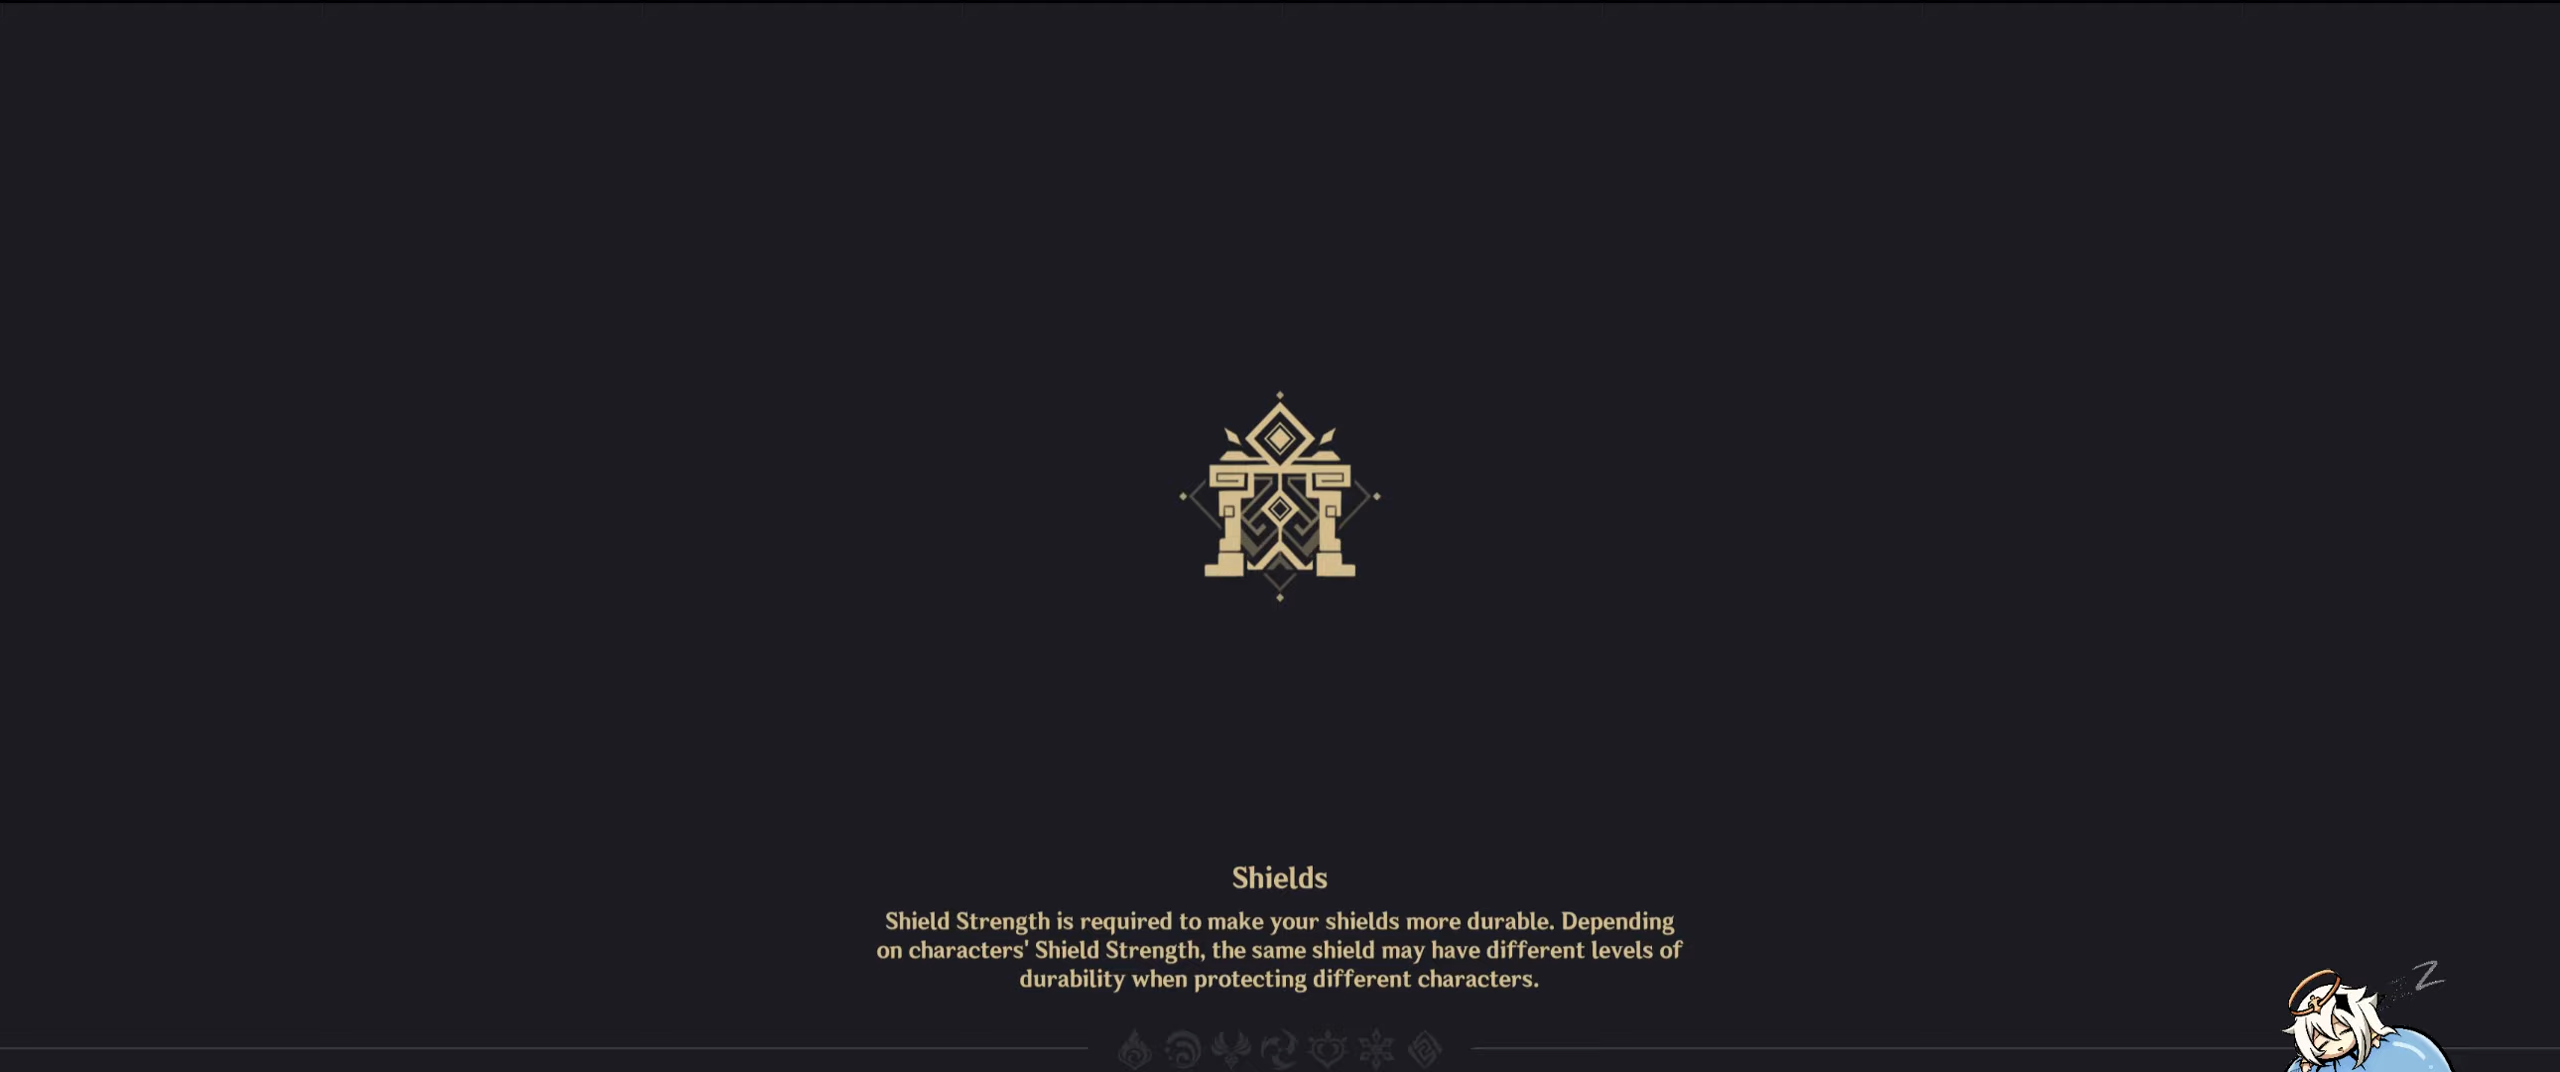 Shields
Shield Strength is required to make your shields more durable. Depending
on characters' Shield Strength, the same shield may have different levels of
durability when protecting different characters.
Z